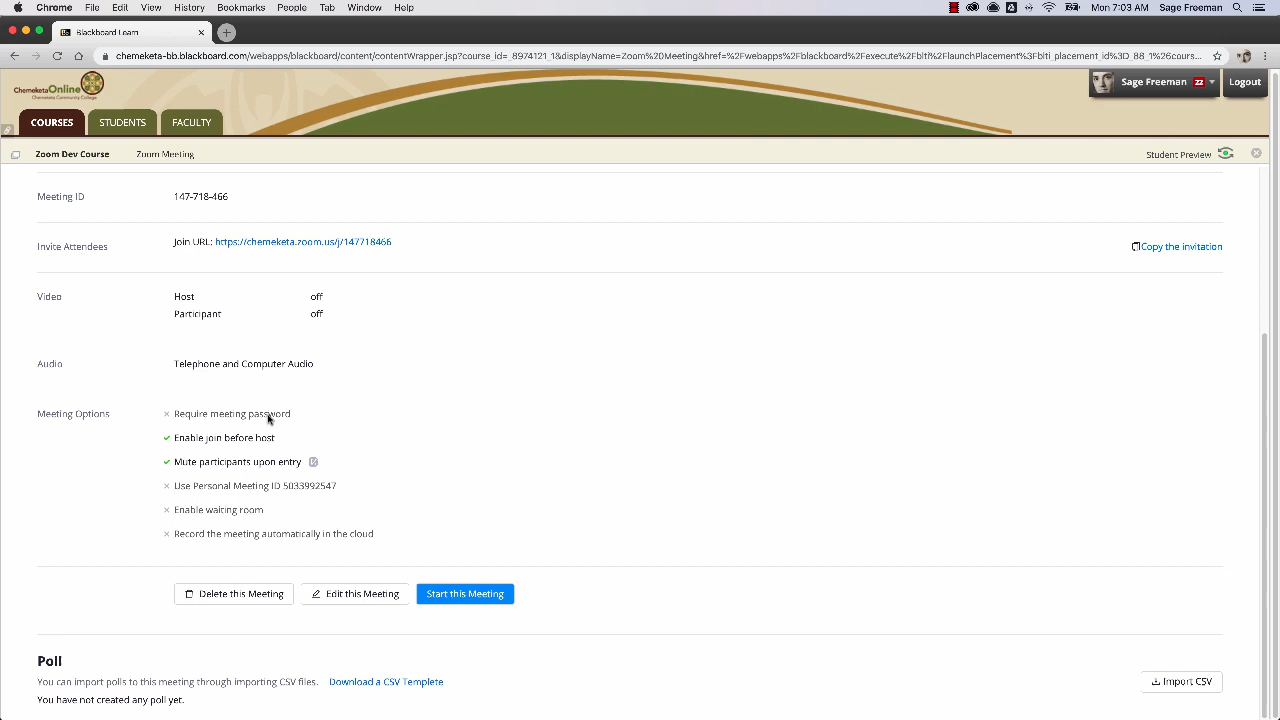 Chrome File Edit View History Bookmarks People Tab Window Help Mon 7:03 AM Sage Freeman
Blackboard Learn
chemeketa-bb.blackboard.com/webapps/blackboard/content/contentWrapper.jsp?course_id=_8974121_1&displayName=Zoom%20Meeting&href=%2Fwebapps%2Fblackboard%2Fexecute%2Fblti%2FlaunchPlacement%3Fblti_placement_id%3D_88_1%26cours...
ChemeketaOnline
Chemeketa Community College
Sage Freeman 22 Logout
COURSES STUDENTS FACULTY
Zoom Dev Course Zoom Meeting Student Preview
Meeting ID 147-718-466
Invite Attendees Join URL: https://chemeketa.zoom.us/j/147718466 Copy the invitation
Video Host off
Participant off
Audio Telephone and Computer Audio
Meeting Options Require meeting password
Enable join before host
Mute participants upon entry
Use Personal Meeting ID 5033992547
Enable waiting room
Record the meeting automatically in the cloud
Delete this Meeting Edit this Meeting Start this Meeting
Poll
You can import polls to this meeting through importing CSV files. Download a CSV Template Import CSV
You have not created any poll yet.